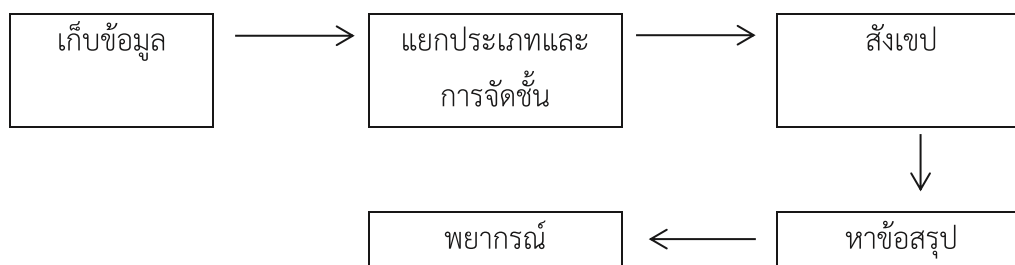 เก็บข้อมูล
แยกประเภทและ
การจัดชั้น
สังเขป
หาข้อสรุป
พยากรณ์